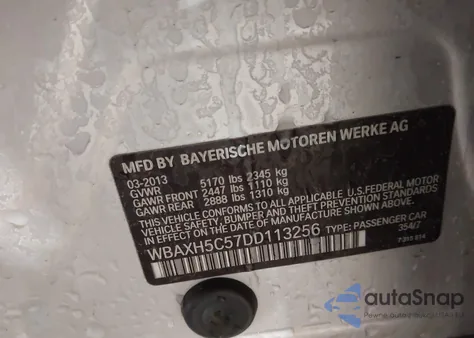 MFD BY BAYERISCHE MOTOREN WERKE AG
03-2013 5170 lbs 2345 kg
GVWR
GAWR FRONT 2447 lbs 1110 kg
GAWR REAR 2888 lbs 1310 kg
THIS VEHICLE CONFORMS TO ALL APPLICABLE U.S.FEDERAL MOTOR
VEHICLE SAFETY, BUMPER AND THEFT PREVENTION STANDARDS
IN EFFECT ON THE DATE OF MANUFACTURE SHOWN ABOVE.
WBAXH5C57DD113256 TYPE: PASSENGER CAR
354/7
autoSnap